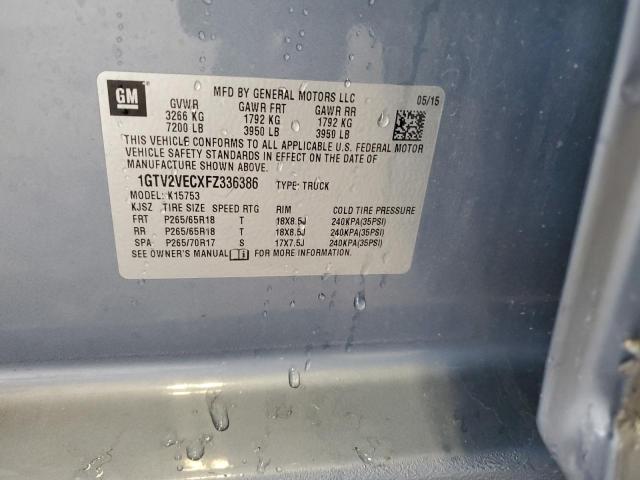 GM
MFD BY GENERAL MOTORS LLC 05/15
GVWR GAWR FRT GAWR RR
3266 KG 1792 KG 1792 KG
7200 LB 3950 LB 3950 LB
THIS VEHICLE CONFORMS TO ALL APPLICABLE U.S. FEDERAL MOTOR
VEHICLE SAFETY STANDARDS IN EFFECT ON THE DATE OF
MANUFACTURE SHOWN ABOVE.
1GTV2VECXFZ336386 TYPE: TRUCK
MODEL: K15753
KJSZ TIRE SIZE SPEED RTG RIM COLD TIRE PRESSURE
FRT P265/65R18 T 18X8.5J 240KPA(35PSI)
RR P265/65R18 T 18X8.5J 240KPA(35PSI)
SPA P265/70R17 S 17X7.5J 240KPA(35PSI)
SEE OWNER'S MANUAL FOR MORE INFORMATION.